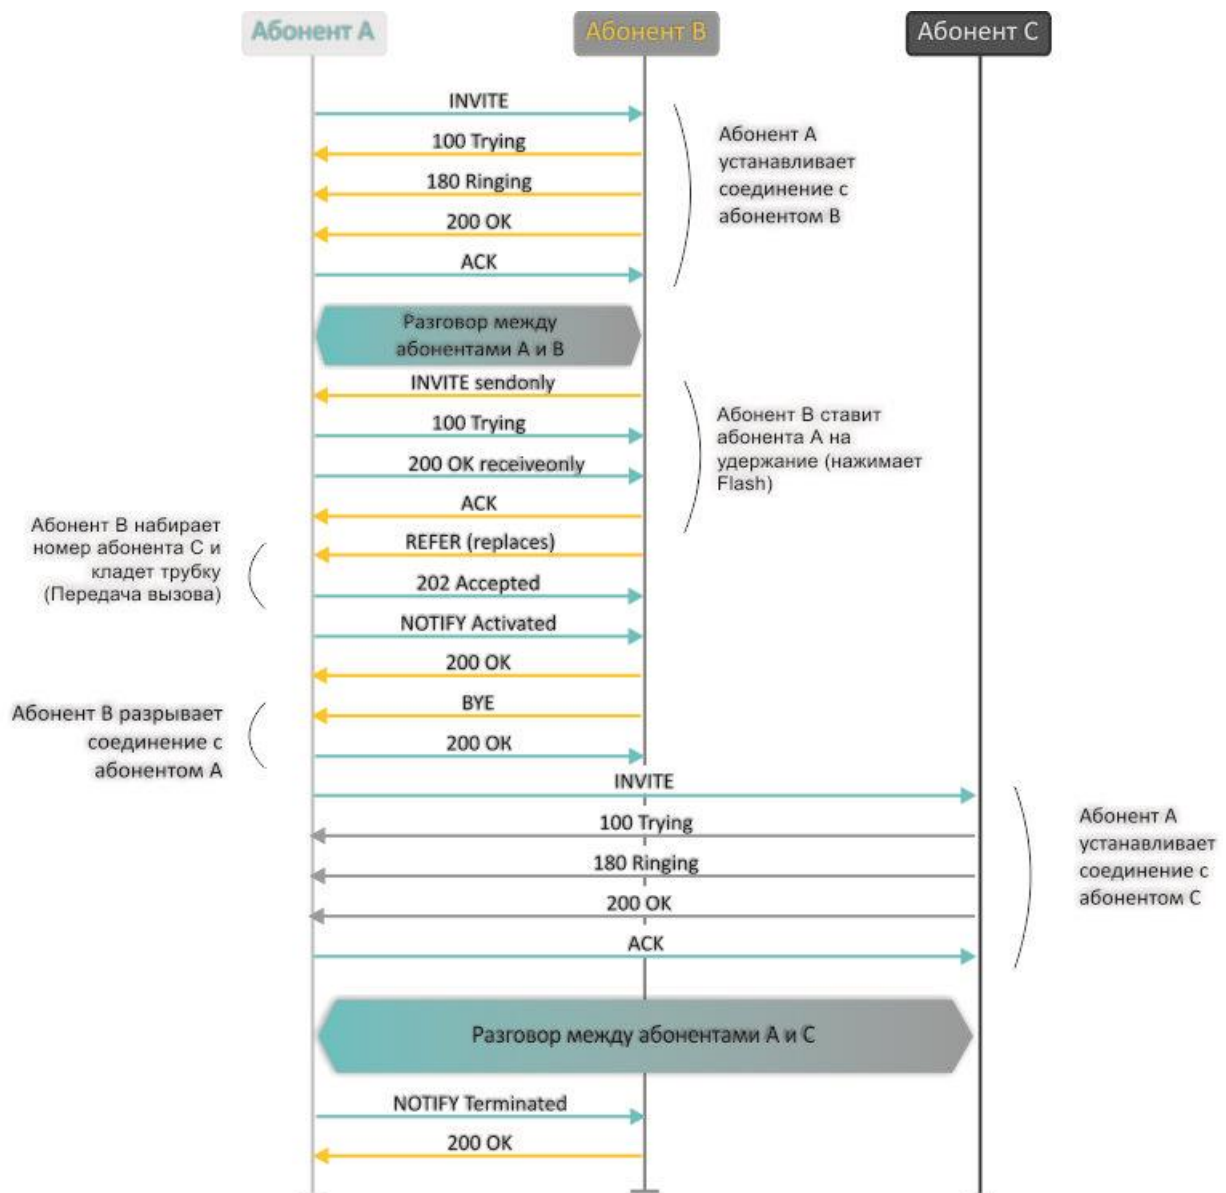 Абонент А
Абонент В
Абонент С
INVITE
100 Trying
180 Ringing
200 OK
ACK
Абонент А
устанавливает
соединение с
абонентом В
Разговор между
абонентами А и В
INVITE sendonly
100 Trying
200 OK receiveonly
ACK
Абонент В ставит
абонента А на
удержание (нажимает
Flash)
REFER (replaces)
202 Accepted
Абонент В набирает
номер абонента С и
кладет трубку
(Передача вызова)
NOTIFY Activated
200 OK
BYE
200 OK
Абонент В разрывает
соединение с
абонентом А
INVITE
100 Trying
180 Ringing
200 OK
ACK
Абонент А
устанавливает
соединение с
абонентом С
Разговор между абонентами А и С
NOTIFY Terminated
200 OK